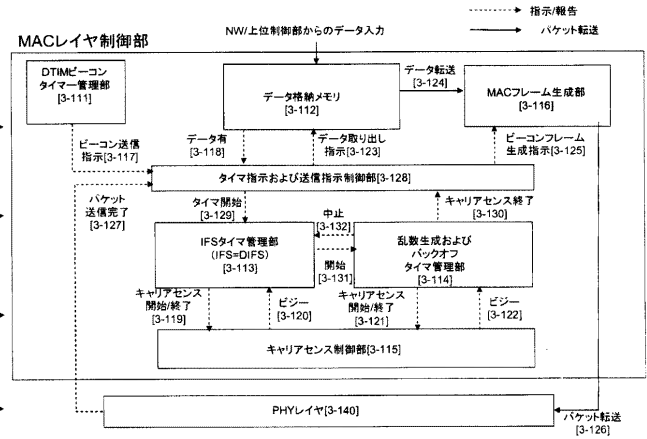 指示/報告
パケット転送
NW/上位制御部からのデータ入力
MACレイヤ制御部
DTIMビーコン
タイマー管理部
[3-111]
データ格納メモリ
[3-112]
データ転送
[3-124]
MACフレーム生成部
[3-116]
ビーコン送信
指示[3-117]
データ有
[3-118]
データ取り出し
指示[3-123]
ビーコンフレーム
生成指示[3-125]
タイマ指示および送信指示制御部[3-128]
パケット
送信完了
[3-127]
タイマ開始
[3-129]
中止
[3-132]
キャリアセンス終了
[3-130]
IFSタイマ管理部
(IFS=DIFS)
[3-113]
開始
[3-131]
乱数生成および
バックオフ
タイマ管理部
[3-114]
キャリアセンス
開始/終了
[3-119]
ビジー
[3-120]
キャリアセンス
開始/終了
[3-121]
ビジー
[3-122]
キャリアセンス制御部[3-115]
PHYレイヤ[3-140]
パケット転送
[3-126]